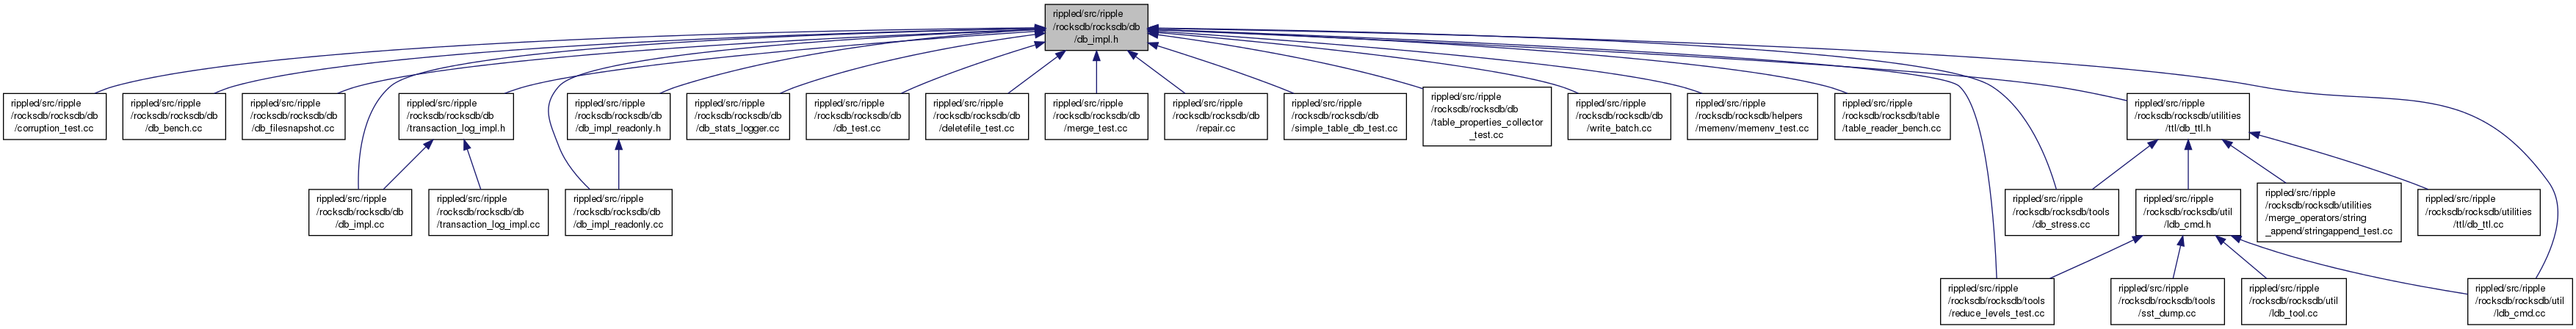 rippled/src/ripple
/rocksdb/rocksdb/db
/db_impl.h
rippled/src/ripple
/rocksdb/rocksdb/db
/corruption_test.cc
rippled/src/ripple
/rocksdb/rocksdb/db
/db_bench.cc
rippled/src/ripple
/rocksdb/rocksdb/db
/db_filesnapshot.cc
rippled/src/ripple
/rocksdb/rocksdb/db
/transaction_log_impl.h
rippled/src/ripple
/rocksdb/rocksdb/db
/db_impl_readonly.h
rippled/src/ripple
/rocksdb/rocksdb/db
/db_stats_logger.cc
rippled/src/ripple
/rocksdb/rocksdb/db
/db_test.cc
rippled/src/ripple
/rocksdb/rocksdb/db
/deletefile_test.cc
rippled/src/ripple
/rocksdb/rocksdb/db
/merge_test.cc
rippled/src/ripple
/rocksdb/rocksdb/db
/repair.cc
rippled/src/ripple
/rocksdb/rocksdb/db
/simple_table_db_test.cc
rippled/src/ripple
/rocksdb/rocksdb/db
/table_properties_collector
_test.cc
rippled/src/ripple
/rocksdb/rocksdb/db
/write_batch.cc
rippled/src/ripple
/rocksdb/rocksdb/helpers
/memenv/memenv_test.cc
rippled/src/ripple
/rocksdb/rocksdb/table
/table_reader_bench.cc
rippled/src/ripple
/rocksdb/rocksdb/utilities
/ttl/db_ttl.h
rippled/src/ripple
/rocksdb/rocksdb/db
/db_impl.cc
rippled/src/ripple
/rocksdb/rocksdb/db
/transaction_log_impl.cc
rippled/src/ripple
/rocksdb/rocksdb/db
/db_impl_readonly.cc
rippled/src/ripple
/rocksdb/rocksdb/tools
/db_stress.cc
rippled/src/ripple
/rocksdb/rocksdb/util
/ldb_cmd.h
rippled/src/ripple
/rocksdb/rocksdb/utilities
/merge_operators/string
_append/stringappend_test.cc
rippled/src/ripple
/rocksdb/rocksdb/utilities
/ttl/db_ttl.cc
rippled/src/ripple
/rocksdb/rocksdb/tools
/reduce_levels_test.cc
rippled/src/ripple
/rocksdb/rocksdb/tools
/sst_dump.cc
rippled/src/ripple
/rocksdb/rocksdb/util
/ldb_tool.cc
rippled/src/ripple
/rocksdb/rocksdb/util
/ldb_cmd.cc